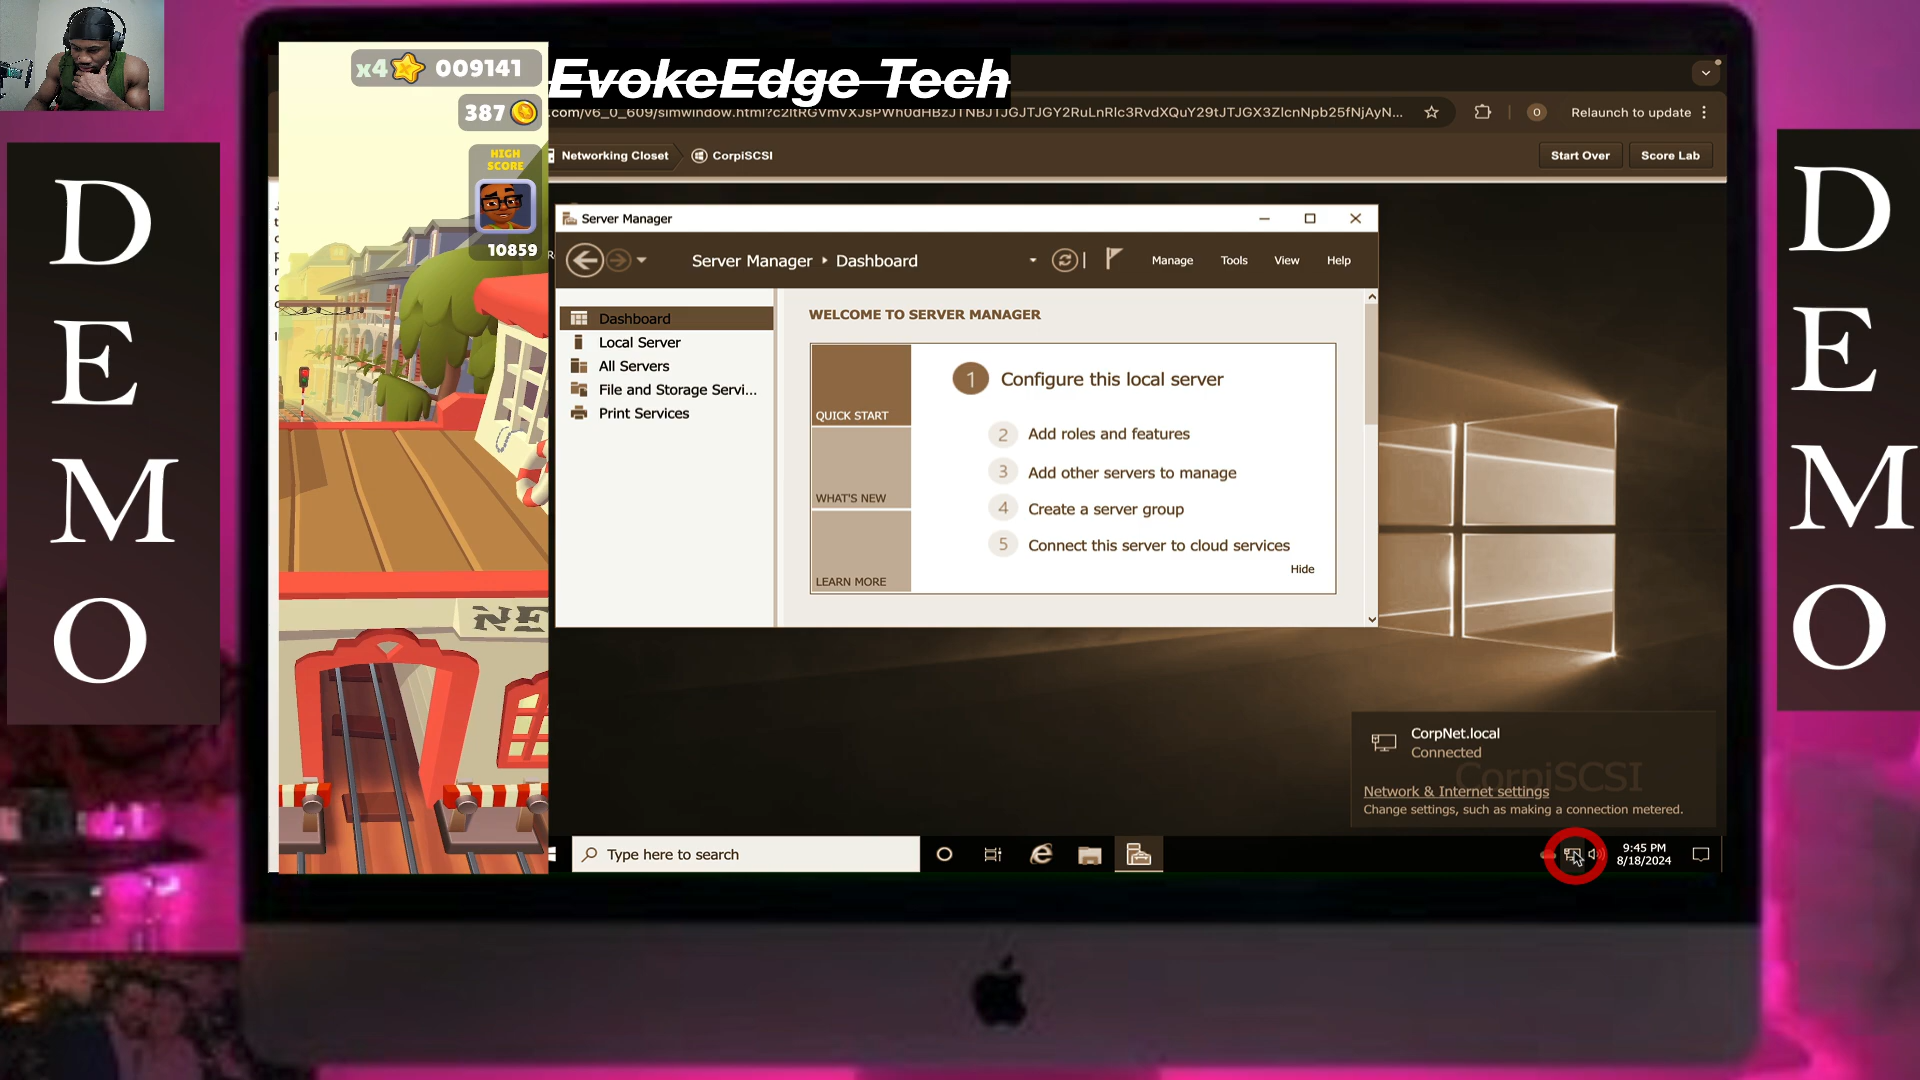 x4 009141
387
HIGH
SCORE
10859
EvokeEdge Tech
.com/v6_0_609/simwindow.html?
Relaunch to update
Networking Closet
CorpiSCSI
Start Over
Score Lab
Server Manager
Server Manager
Dashboard
Manage
Tools
View
Help
Dashboard
Local Server
All Servers
File and Storage Servi...
Print Services
WELCOME TO SERVER MANAGER
QUICK START
WHAT'S NEW
LEARN MORE
1 Configure this local server
2 Add roles and features
3 Add other servers to manage
4 Create a server group
5 Connect this server to cloud services
Hide
CorpNet.local
Connected
CorpiSCSI
Network & Internet settings
Change settings, such as making a connection metered.
Type here to search
9:45 PM
8/18/2024
NE
D
E
M
O
D
E
M
O